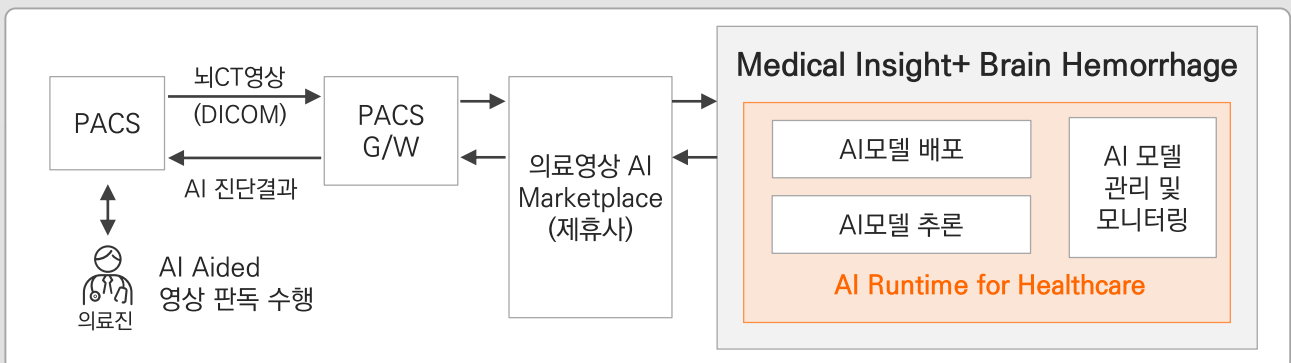 Medical Insight+ Brain Hemorrhage
뇌CT영상
(DICOM)
PACS
PACS
G/W
AI 진단결과
의료영상 AI
Marketplace
(제휴사)
AI모델 배포
AI모델 추론
AI 모델
관리 및
모니터링
AI Runtime for Healthcare
AI Aided
영상 판독 수행
의료진